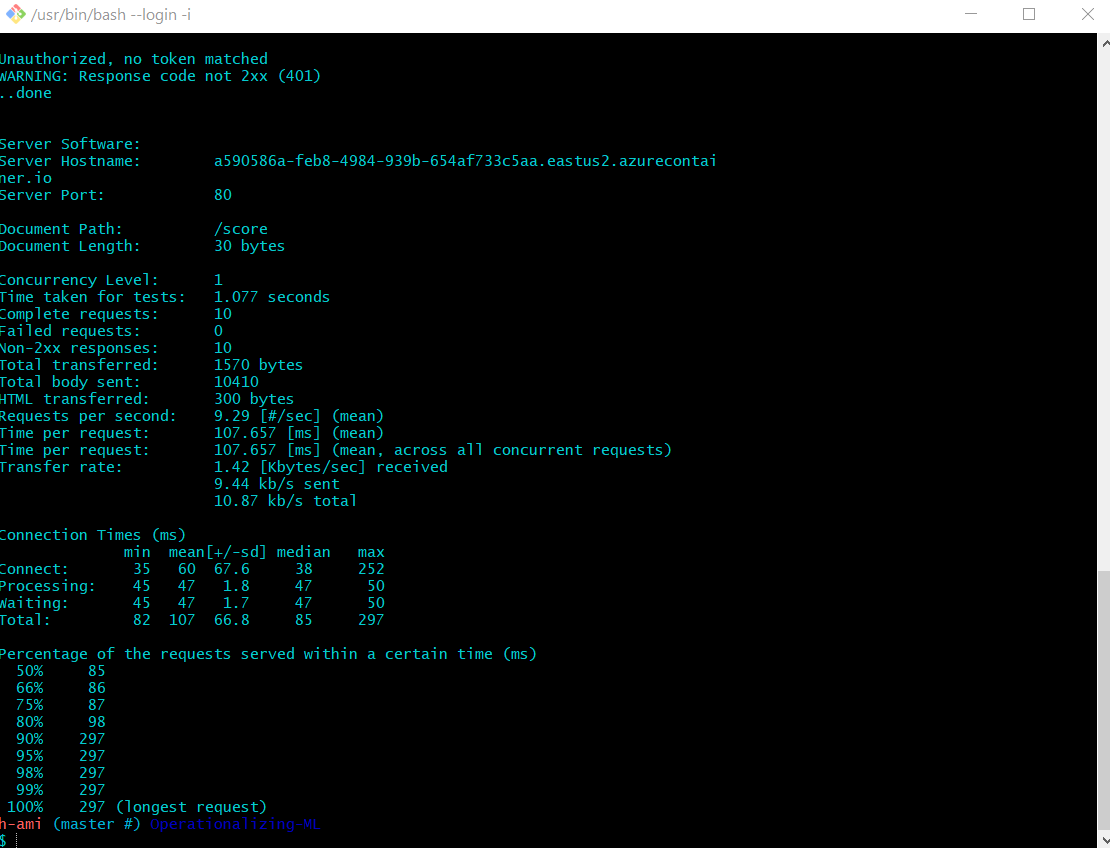 /usr/bin/bash --login -i
Unauthorized, no token matched
WARNING: Response code not 2xx (401)
..done
Server Software:
Server Hostname:        a590586a-feb8-4984-939b-654af733c5aa.eastus2.azurecontai
ner.io
Server Port:            80
Document Path:          /score
Document Length:        30 bytes
Concurrency Level:      1
Time taken for tests:   1.077 seconds
Complete requests:      10
Failed requests:        0
Non-2xx responses:      10
Total transferred:      1570 bytes
Total body sent:        10410
HTML transferred:       300 bytes
Requests per second:    9.29 [#/sec] (mean)
Time per request:       107.657 [ms] (mean)
Time per request:       107.657 [ms] (mean, across all concurrent requests)
Transfer rate:          1.42 [Kbytes/sec] received
                        9.44 kb/s sent
                        10.87 kb/s total
Connection Times (ms)
              min  mean[+/-sd] median   max
Connect:       35   60  67.6     38     252
Processing:    45   47   1.8     47      50
Waiting:       45   47   1.7     47      50
Total:         82  107  66.8     85     297
Percentage of the requests served within a certain time (ms)
  50%     85
  66%     86
  75%     87
  80%     98
  90%    297
  95%    297
  98%    297
  99%    297
 100%    297 (longest request)
h-ami (master #) Operationalizing-ML
$